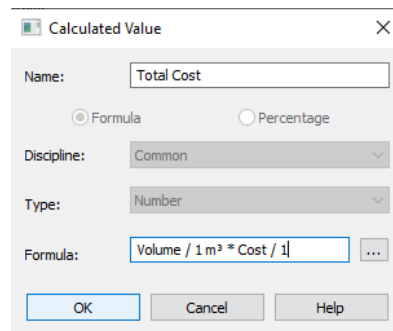 Calculated Value
Name: Total Cost
Formula Percentage
Discipline: Common
Type: Number
Formula: Volume / 1 m³ * Cost / 1 ...
OK Cancel Help